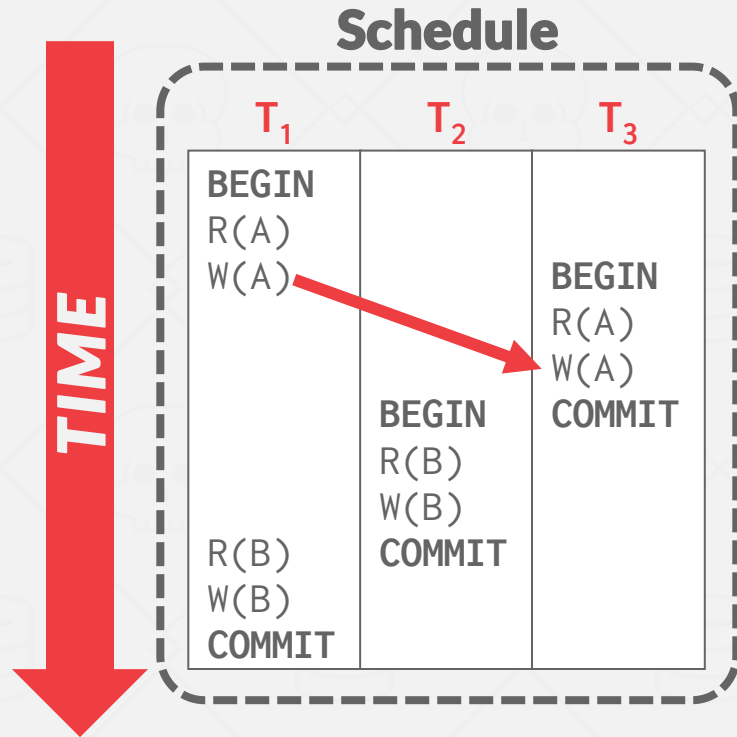 Schedule
TIME
T₁ T₂ T₃
BEGIN
R(A)
W(A) BEGIN
R(A)
W(A)
BEGIN COMMIT
R(B)
W(B)
R(B) COMMIT
W(B)
COMMIT